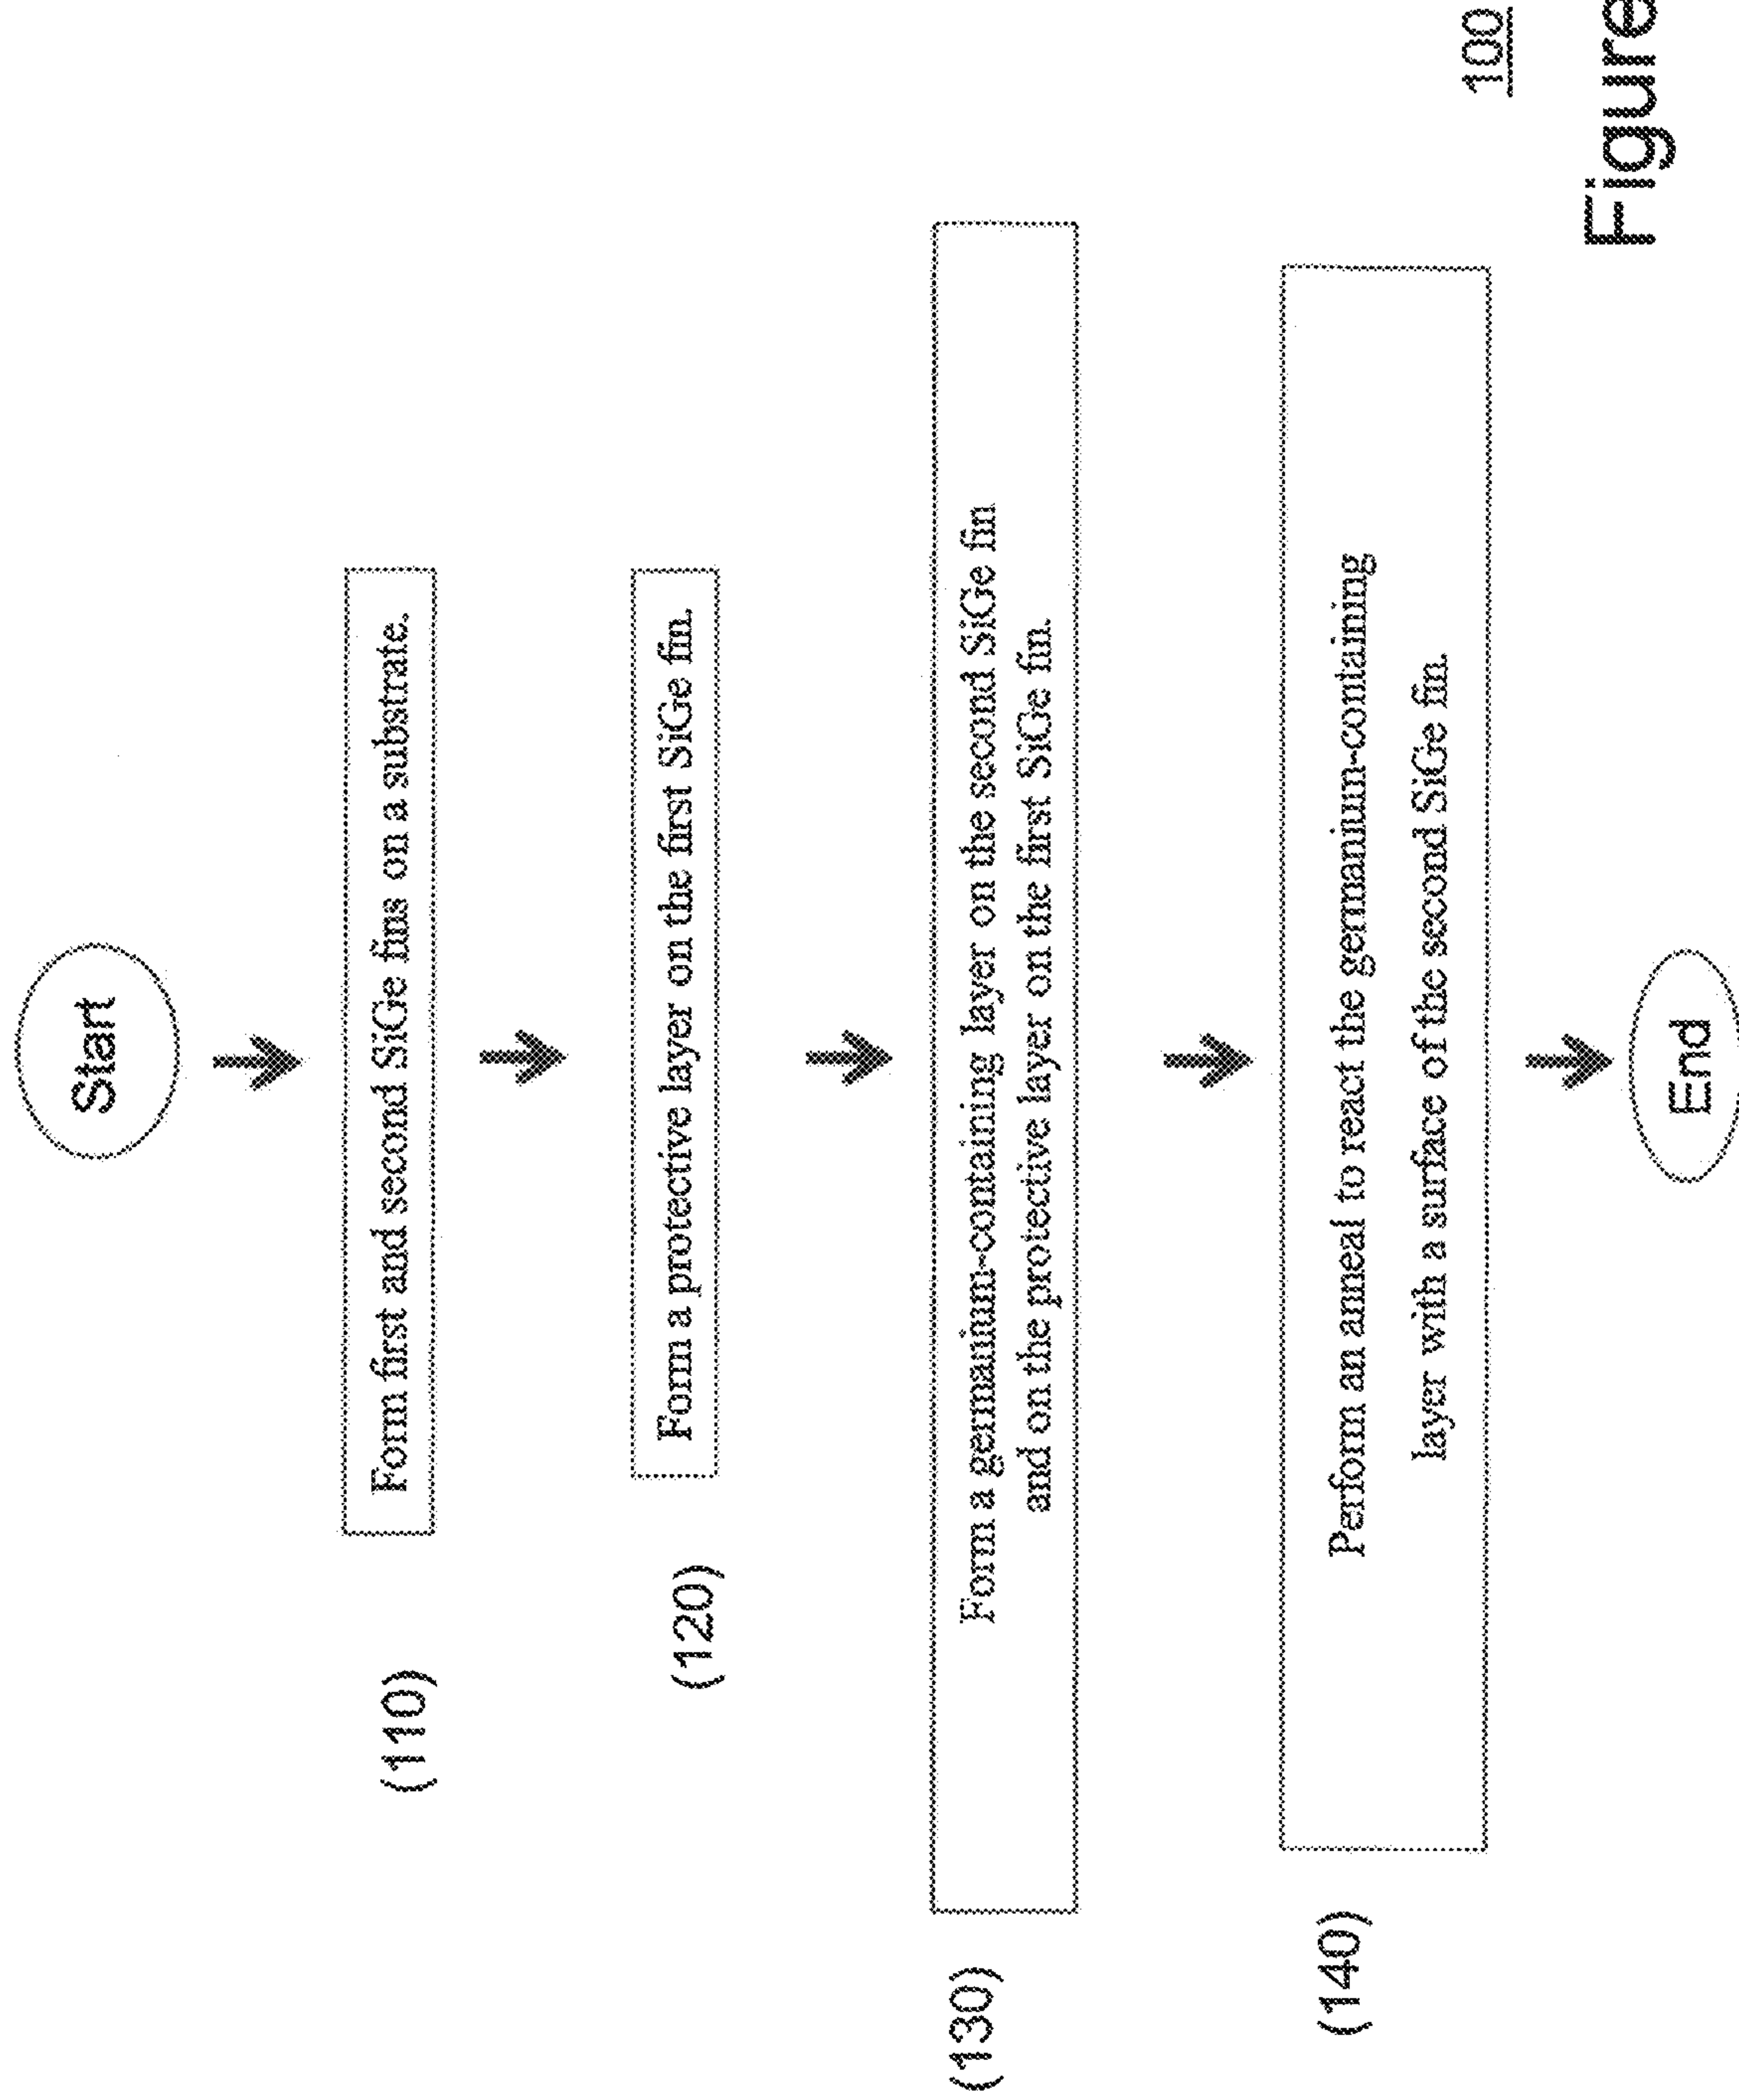 Start
(110)
Form first and second SiGe fins on a substrate.
(120)
Form a protective layer on the first SiGe fin.
(130)
Form a germanium-containing layer on the second SiGe fin
and on the protective layer on the first SiGe fin.
(140)
Perform an anneal to react the germanium-containing
layer with a surface of the second SiGe fin.
End
100
Figure